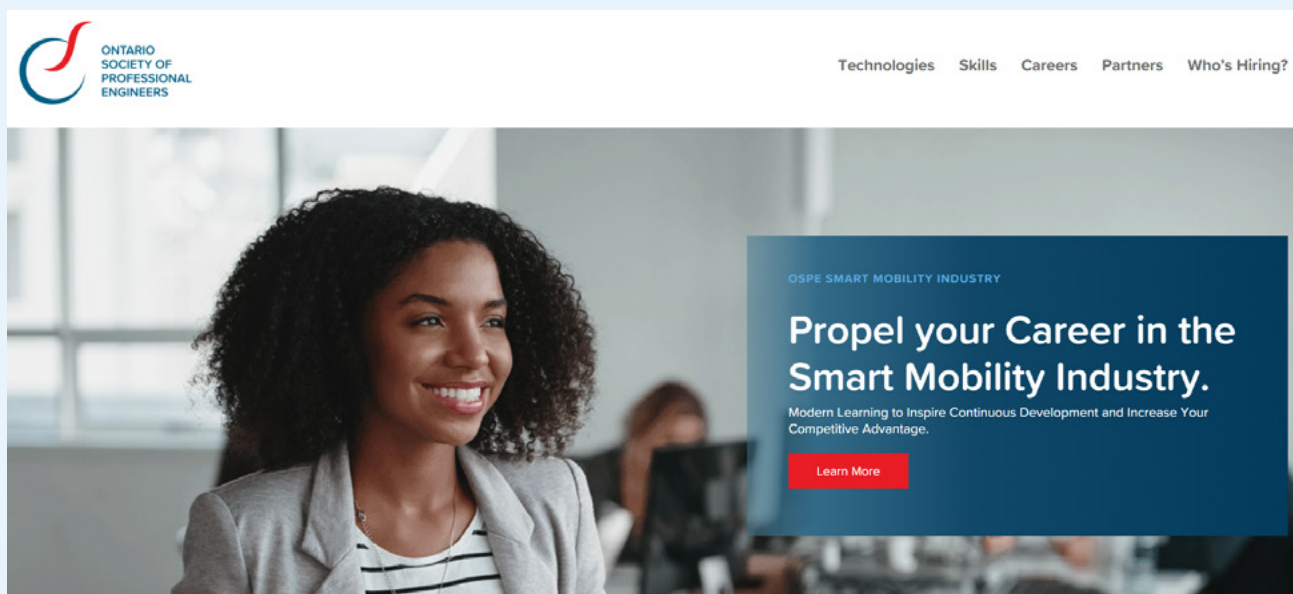 ONTARIO
SOCIETY OF
PROFESSIONAL
ENGINEERS
Technologies Skills Careers Partners Who's Hiring?
OSPE SMART MOBILITY INDUSTRY
Propel your Career in the
Smart Mobility Industry.
Modern Learning to Inspire Continuous Development and Increase Your
Competitive Advantage.
Learn More